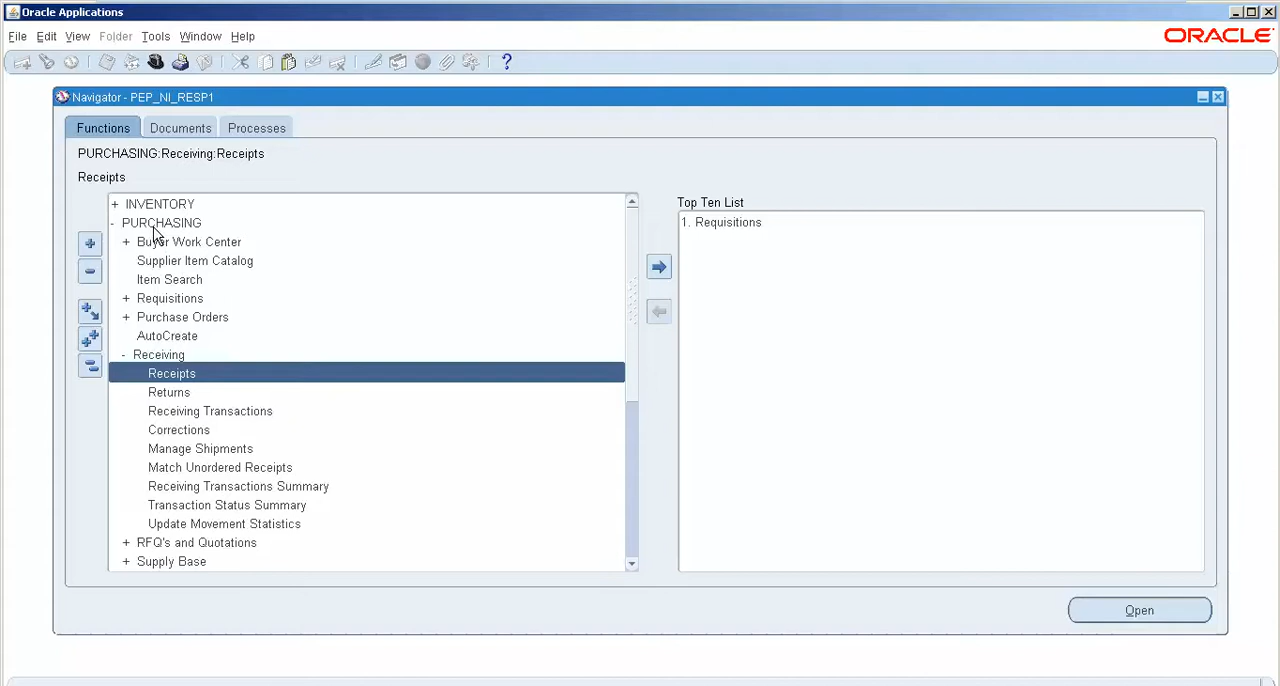 Oracle Applications
File Edit View Folder Tools Window Help
ORACLE
?
Navigator - PEP_NI_RESP1
Functions Documents Processes
PURCHASING:Receiving:Receipts
Receipts
Top Ten List
+ INVENTORY
- PURCHASING
+ Buyer Work Center
Supplier Item Catalog
Item Search
+ Requisitions
+ Purchase Orders
AutoCreate
- Receiving
Receipts
Returns
Receiving Transactions
Corrections
Manage Shipments
Match Unordered Receipts
Receiving Transactions Summary
Transaction Status Summary
Update Movement Statistics
+ RFQ's and Quotations
+ Supply Base
1. Requisitions
Open